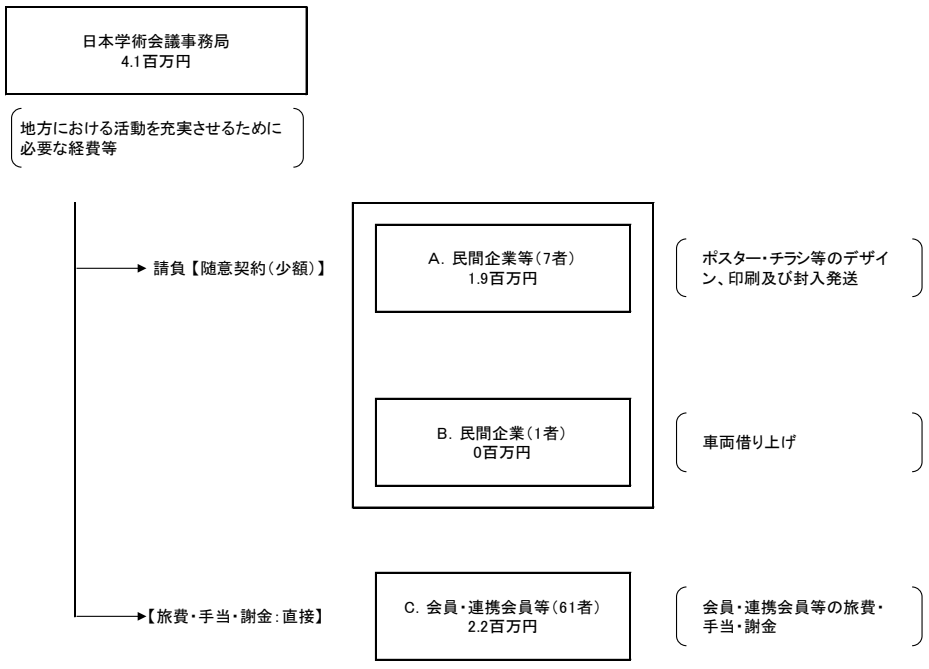 日本学術会議事務局
4.1百万円
地方における活動を充実させるために
必要な経費等
請負【随意契約(少額)】
A. 民間企業等(7者)
1.9百万円
ポスター・チラシ等のデザイ
ン、印刷及び封入発送
B. 民間企業(1者)
0百万円
車両借り上げ
【旅費・手当・謝金:直接】
C. 会員・連携会員等(61者)
2.2百万円
会員・連携会員等の旅費・
手当・謝金